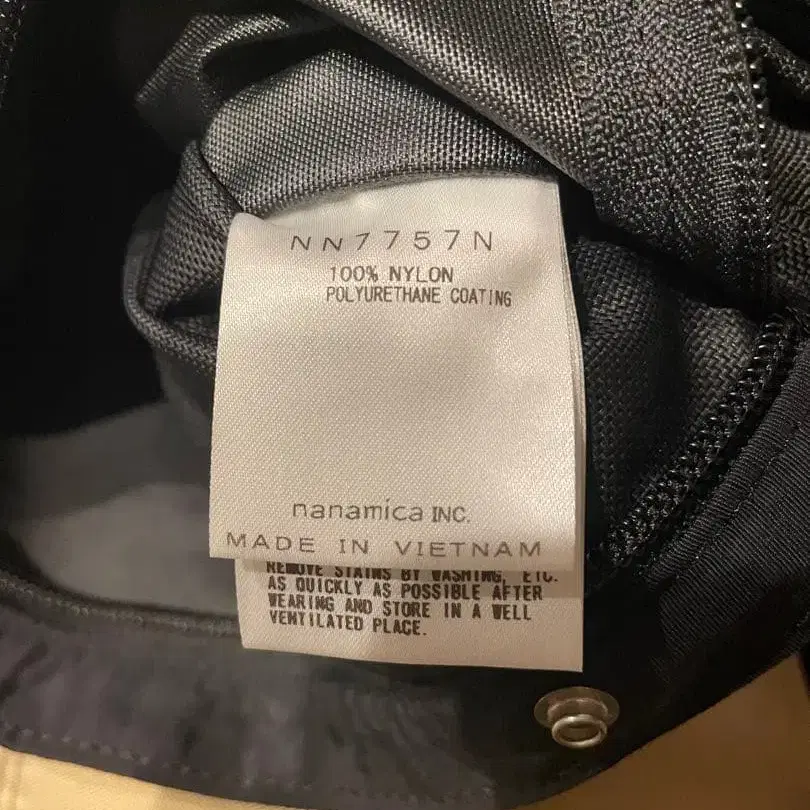 NN7757N
100% NYLON
POLYURETHANE COATING
nanamica INC.
MADE IN VIETNAM
REMOVE STAINS BY WASHING, ETC.
AS QUICKLY AS POSSIBLE AFTER
WEARING AND STORE IN A WELL
VENTILATED PLACE.